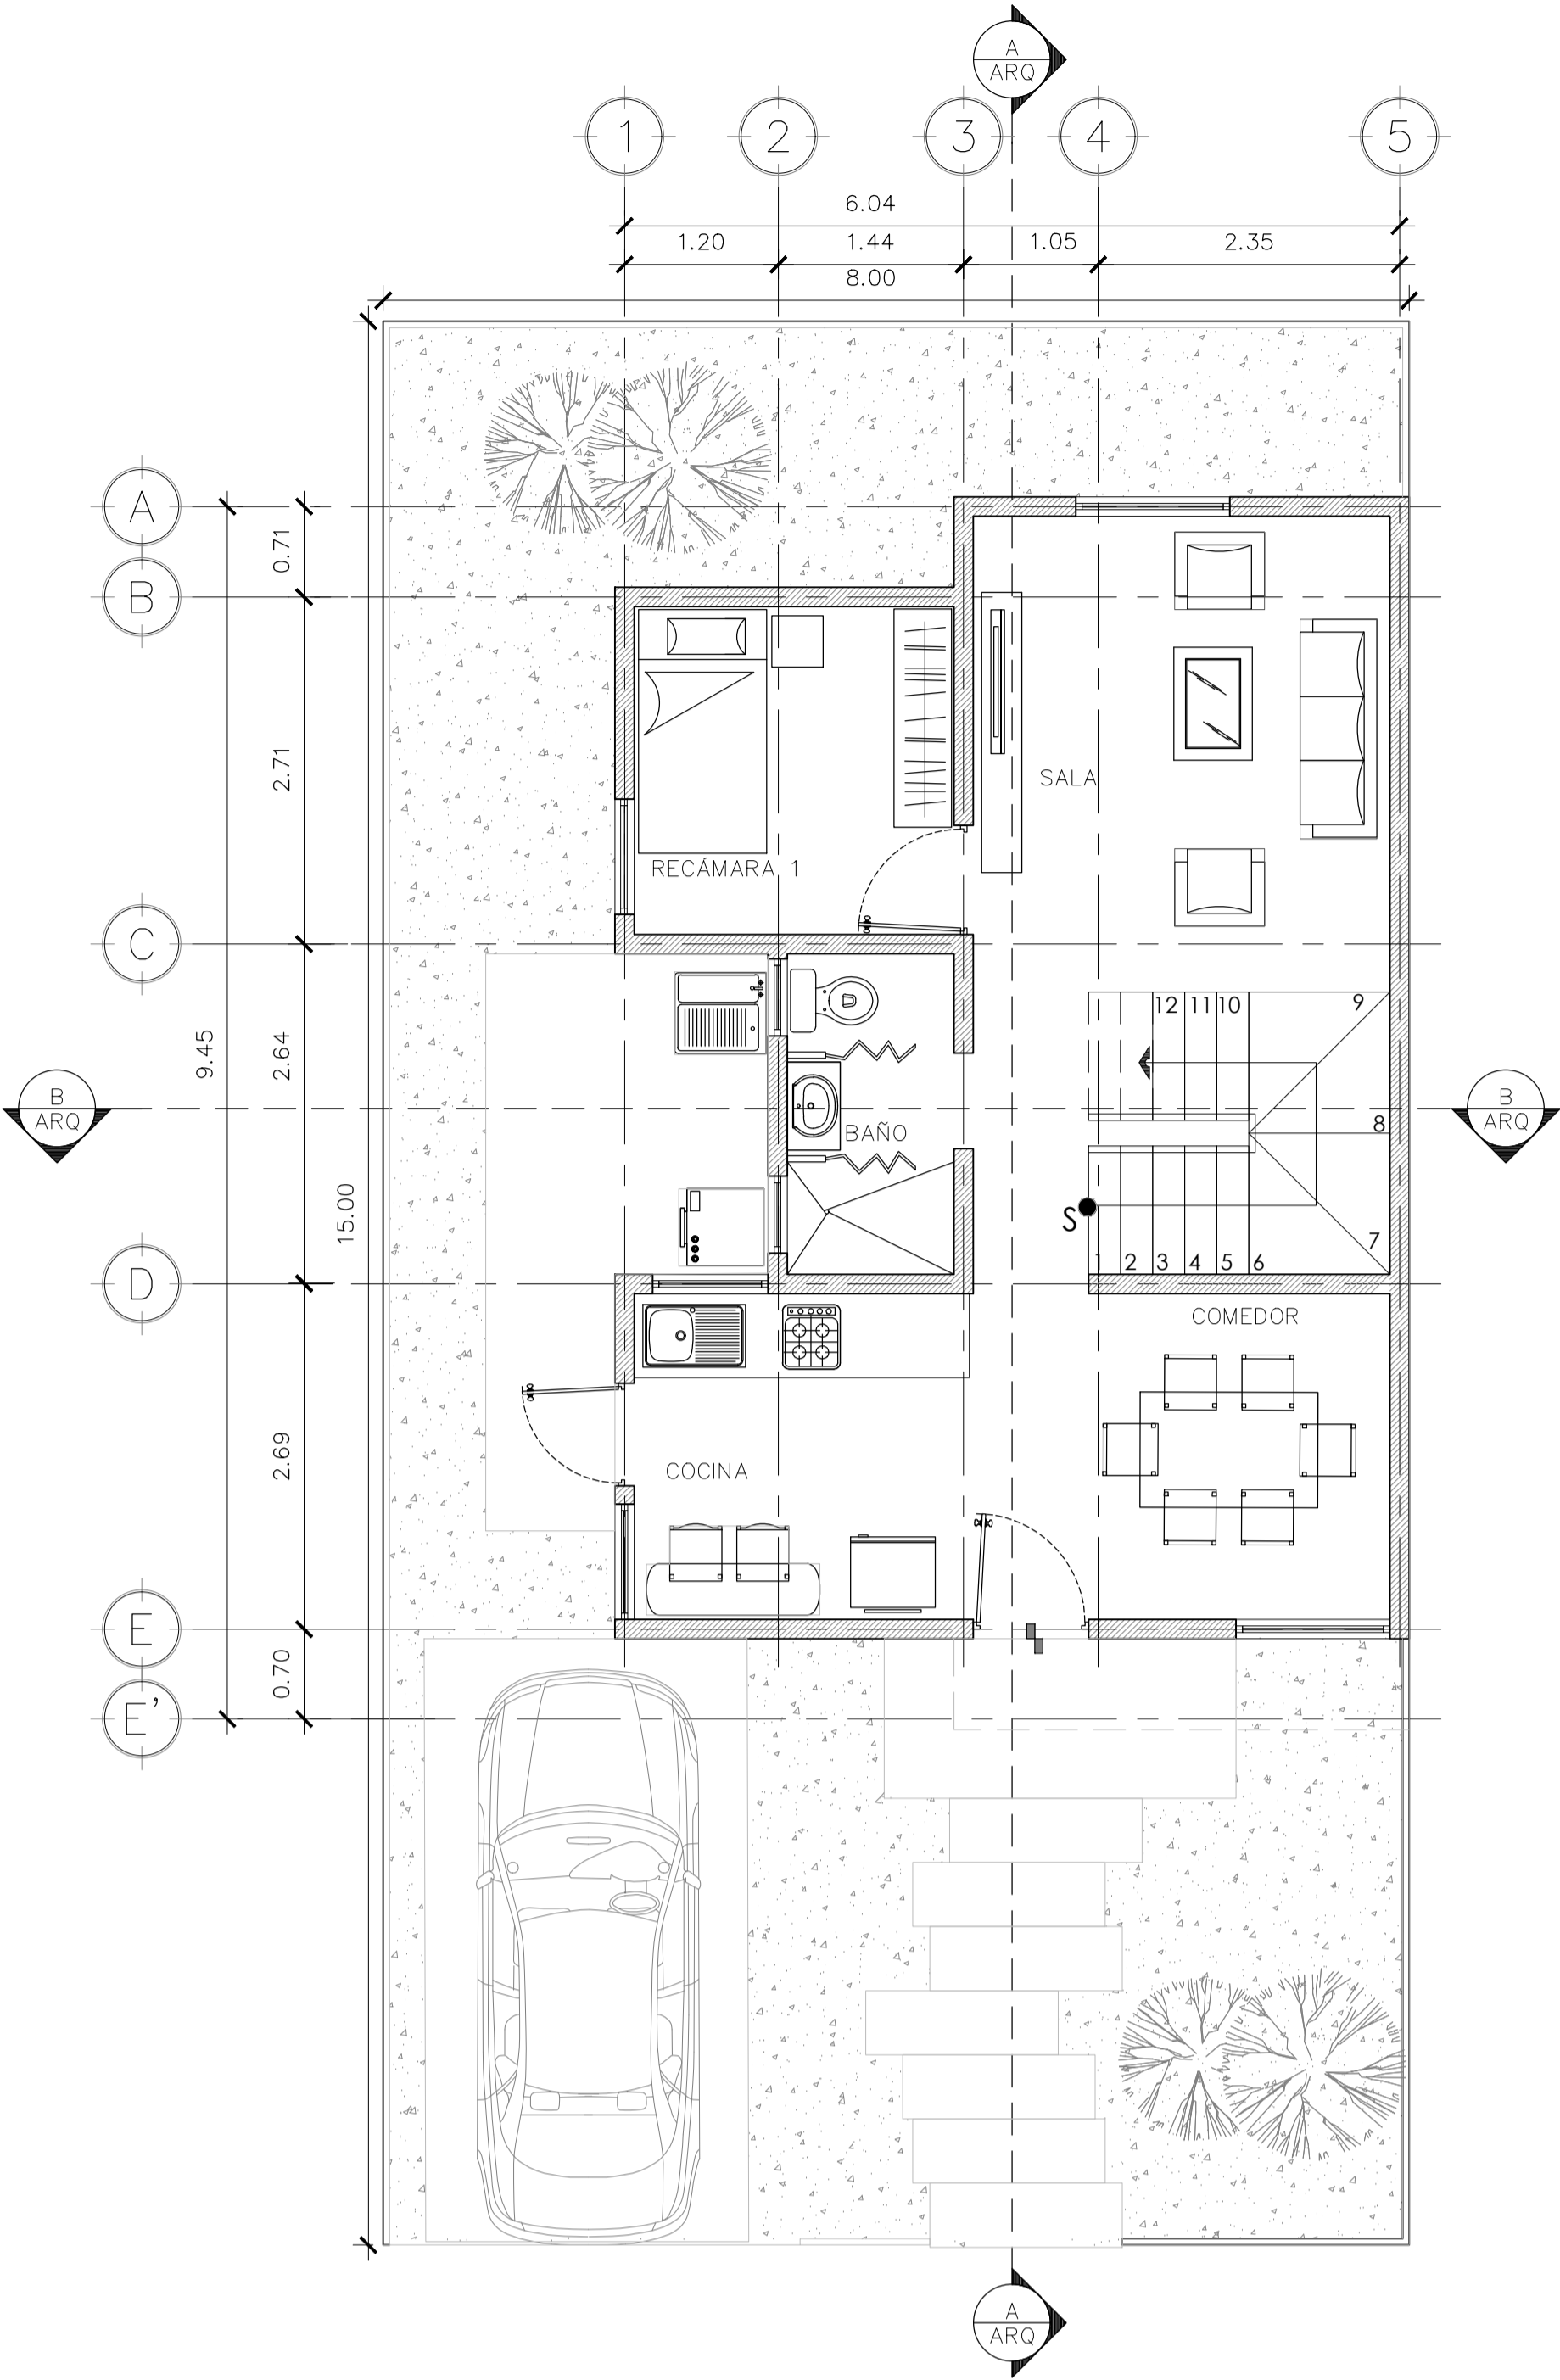 A
ARQ
1 2 3 4 5
6.04
1.20 1.44 1.05 2.35
8.00
A
0.71
B
2.71
SALA
RECÁMARA 1
C
12 11 10 9
9.45
2.64
B
ARQ
B
ARQ
BAÑO
8
15.00
S
7
1 2 3 4 5 6
D
COMEDOR
2.69
COCINA
E
0.70
E'
A
ARQ